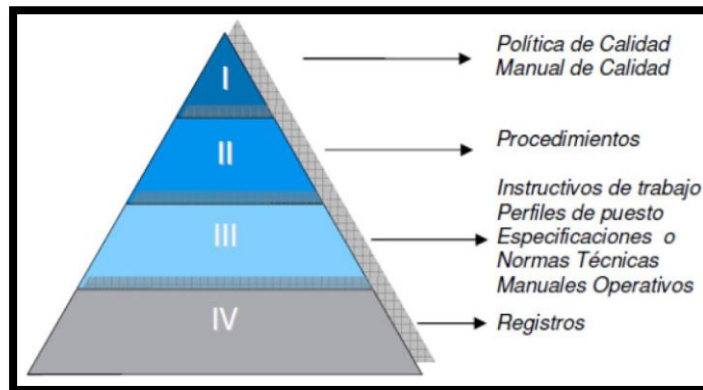 I
Política de Calidad
Manual de Calidad
II
Procedimientos
III
Instructivos de trabajo
Perfiles de puesto
Especificaciones o
Normas Técnicas
Manuales Operativos
IV
Registros